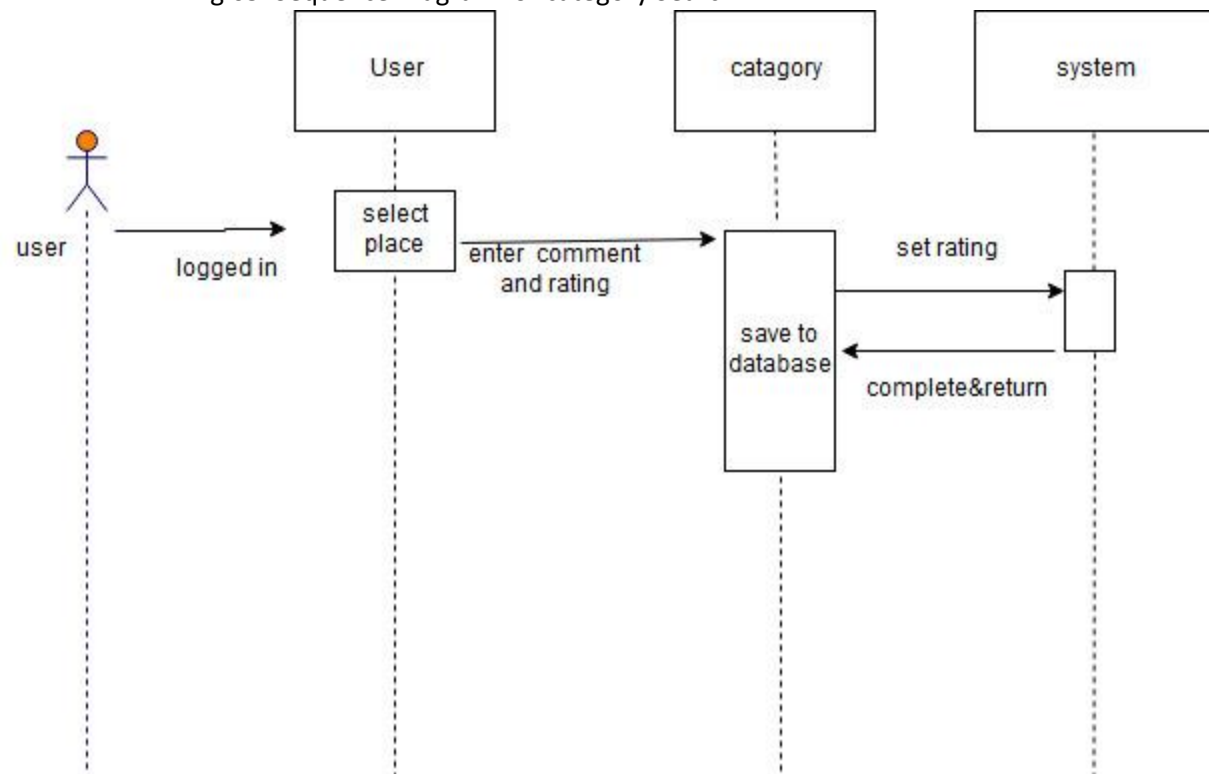 User
catagory
system
select
place
user
logged in
enter  comment
and rating
set rating
save to
database
complete&return